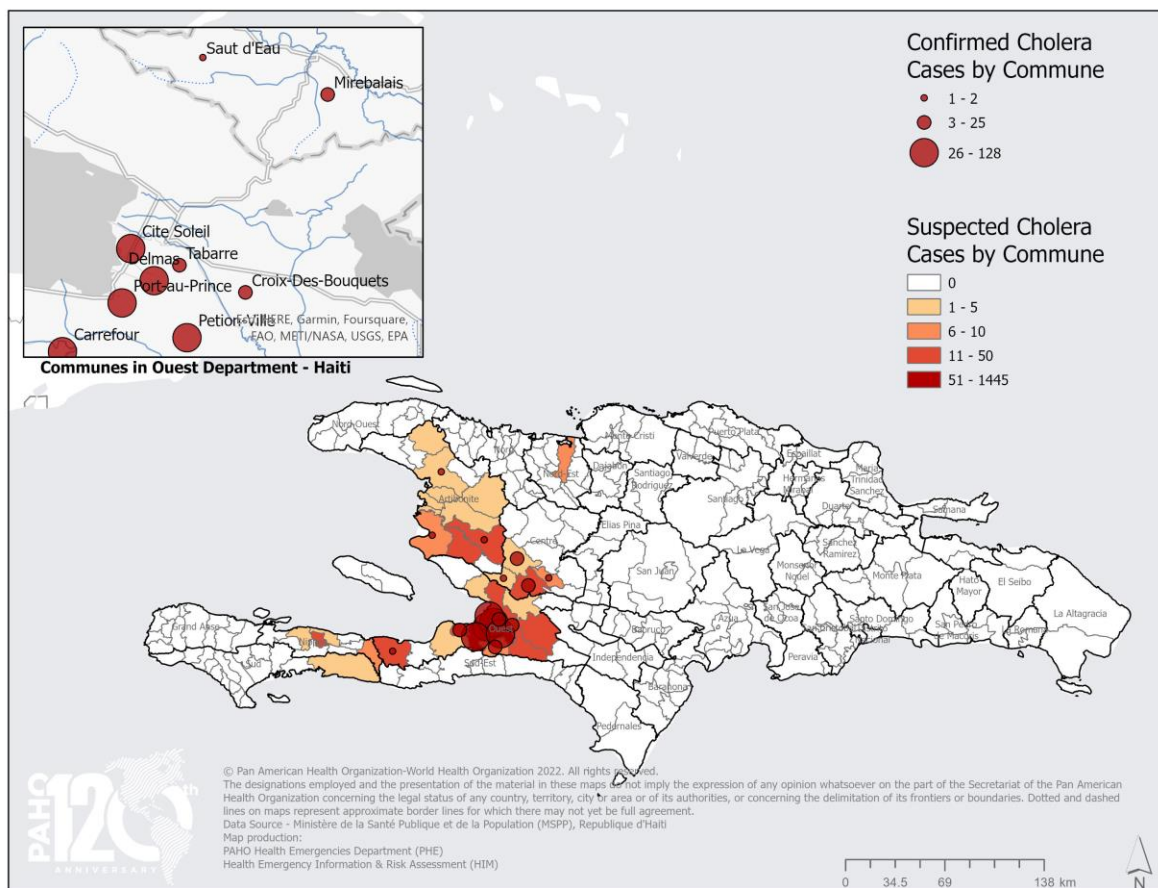 Saut d'Eau
Mirebalais
Cite Soleil
Delmas
Tabarre
Port-au-Prince
Croix-Des-Bouquets
Petion-Ville
NIERE, Garmin, Foursquare,
FAO, METI/NASA, USGS, EPA
Carrefour
Communes in Ouest Department - Haiti
Confirmed Cholera
Cases by Commune
1 - 2
3 - 25
26 - 128
Suspected Cholera
Cases by Commune
0
1 - 5
6 - 10
11 - 50
51 - 1445
Nord-Ouest
Nord
Nord-Est
Monte Cristi
Puerto Plata
Dajabon
Valverde
Espaillat
Santiago
Rodriguez
Santiago
Hermanas
Mirabal
Maria
Trinidad
Sanchez
Duarte
Samana
Artibonite
Centre
Elias Pina
La Vega
Sanchez
Ramirez
San Juan
Monsenor
Nouel
Monte Plata
Hato
Mayor
El Seibo
La Altagracia
Grand Anse
Sud
Ouest
Sud-Est
Independencia
Azua
San Jose
de Ocoa
Santo Domingo
San Pedro
de Macoris
La Romana
Peravia
Barahona
Pedernales
PAHO
120th
ANNIVERSARY
© Pan American Health Organization-World Health Organization 2022. All rights reserved.
The designations employed and the presentation of the material in these maps do not imply the expression of any opinion whatsoever on the part of the Secretariat of the Pan American
Health Organization concerning the legal status of any country, territory, city or area or of its authorities, or concerning the delimitation of its frontiers or boundaries. Dotted and dashed
lines on maps represent approximate border lines for which there may not yet be full agreement.
Data Source - Ministère de la Santé Publique et de la Population (MSPP), Republique d'Haiti
Map production:
PAHO Health Emergencies Department (PHE)
Health Emergency Information & Risk Assessment (HIM)
0 34.5 69 138 km
N